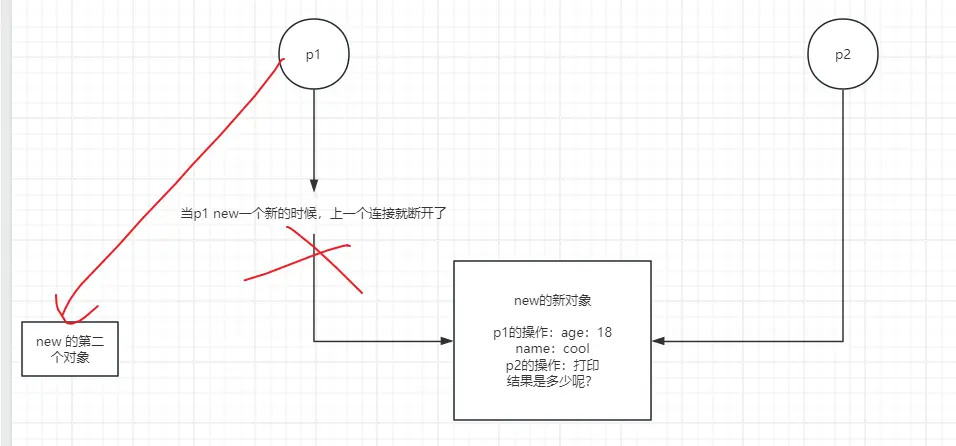 p1
p2
当p1 new一个新的时候，上一个连接就断开了
new的新对象
p1的操作：age：18
name：cool
p2的操作：打印
结果是多少呢？
new 的第二
个对象